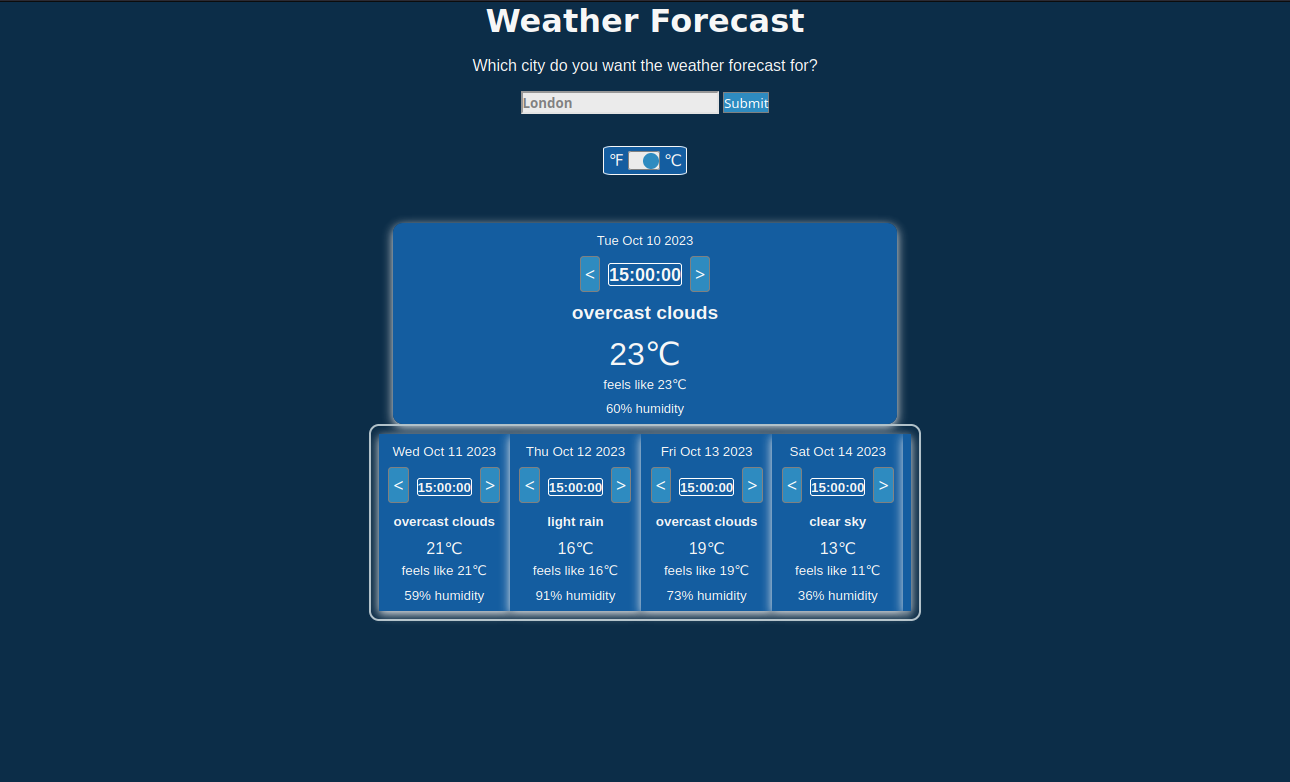 Weather Forecast
Which city do you want the weather forecast for?
London Submit
℉ ℃
Tue Oct 10 2023
< 15:00:00 >
overcast clouds
23℃
feels like 23℃
60% humidity
Wed Oct 11 2023
< 15:00:00 >
overcast clouds
21℃
feels like 21℃
59% humidity
Thu Oct 12 2023
< 15:00:00 >
light rain
16℃
feels like 16℃
91% humidity
Fri Oct 13 2023
< 15:00:00 >
overcast clouds
19℃
feels like 19℃
73% humidity
Sat Oct 14 2023
< 15:00:00 >
clear sky
13℃
feels like 11℃
36% humidity